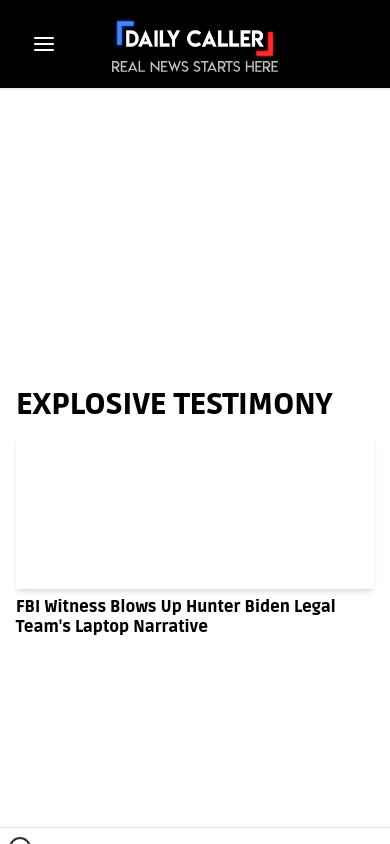 DAILY CALLER
REAL NEWS STARTS HERE
EXPLOSIVE TESTIMONY
FBI Witness Blows Up Hunter Biden Legal
Team's Laptop Narrative